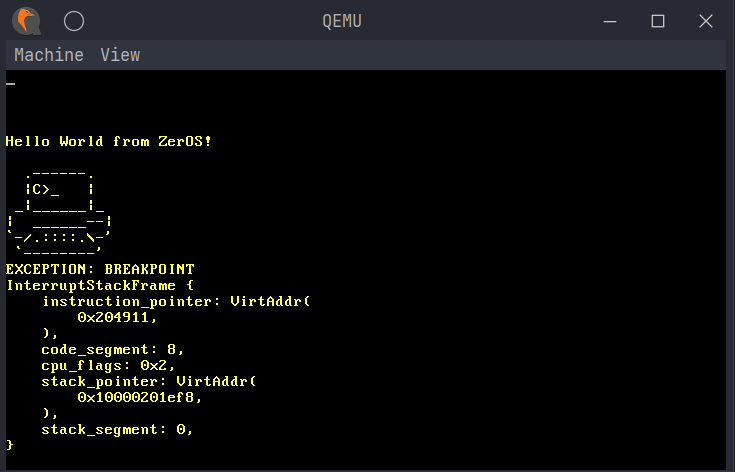 QEMU
Machine View
_
Hello World from ZerOS!
  .------.
  |C>_   |
 _|______|_
|  ______--|
`-/.::::.\-'
 `--------'
EXCEPTION: BREAKPOINT
InterruptStackFrame {
    instruction_pointer: VirtAddr(
        0x204911,
    ),
    code_segment: 8,
    cpu_flags: 0x2,
    stack_pointer: VirtAddr(
        0x10000201ef8,
    ),
    stack_segment: 0,
}